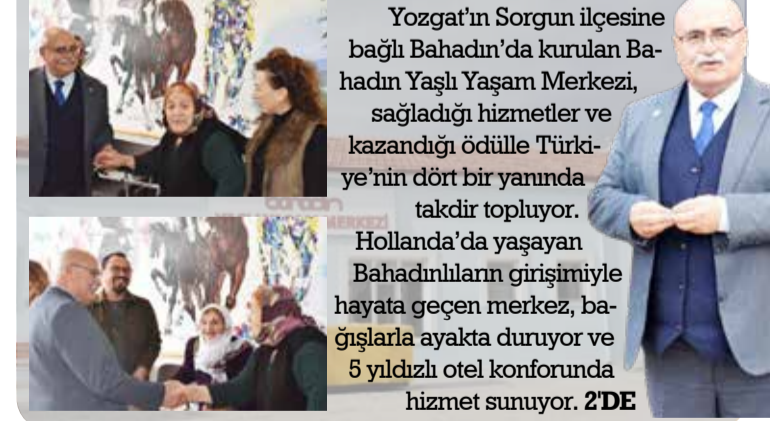 Yozgat’ın Sorgun ilçesine
bağlı Bahadın’da kurulan Ba-
hadın Yaşlı Yaşam Merkezi,
sağladığı hizmetler ve
kazandığı ödülle Türki-
ye’nin dört bir yanında
takdir topluyor.
Hollanda’da yaşayan
Bahadınlıların girişimiyle
hayata geçen merkez, ba-
ğışlarla ayakta duruyor ve
5 yıldızlı otel konforunda
hizmet sunuyor. 2'DE
MERKEZİ